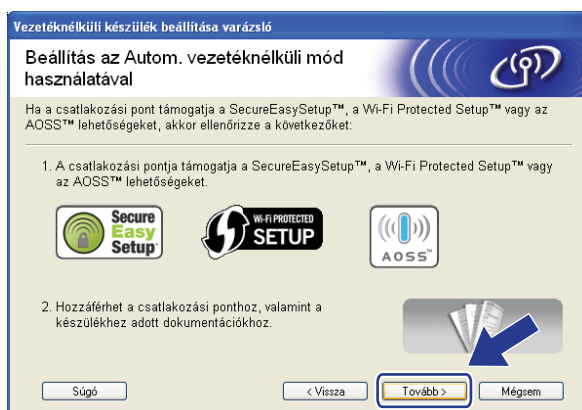 Vezetéknélküli készülék beállítása varázsló
Beállítás az Autom. vezetéknélküli mód
használatával
Ha a csatlakozási pont támogatja a SecureEasySetup™, a Wi-Fi Protected Setup™ vagy az
AOSS™ lehetőségeket, akkor ellenőrizze a következőket:
1. A csatlakozási pontja támogatja a SecureEasySetup™, a Wi-Fi Protected Setup™ vagy
az AOSS™ lehetőségeket.
Secure
Easy
Setup™
WI-FI PROTECTED
SETUP
AOSS™
2. Hozzáférhet a csatlakozási ponthoz, valamint a
készülékhez adott dokumentációkhoz.
Súgó
< Vissza
Tovább >
Mégsem